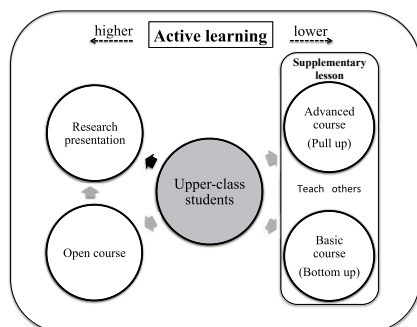 higher
Active learning
lower
Supplementary
lesson
Research
presentation
Advanced
course
(Pull up)
Upper-class
students
Teach others
Open course
Basic
course
(Bottom up)